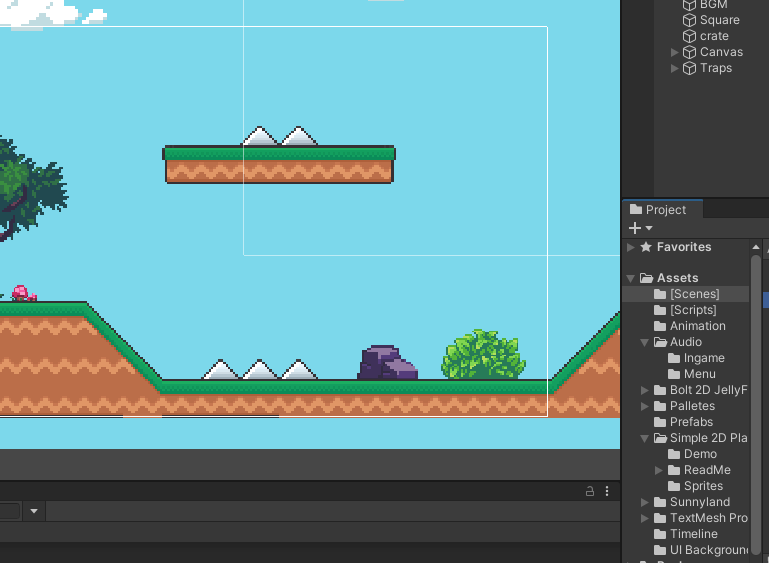 BGM
Square
crate
Canvas
Traps
Project
Favorites
Assets
[Scenes]
[Scripts]
Animation
Audio
Ingame
Menu
Bolt 2D JellyF
Palletes
Prefabs
Simple 2D Pla
Demo
ReadMe
Sprites
Sunnyland
TextMesh Pro
Timeline
UI Background